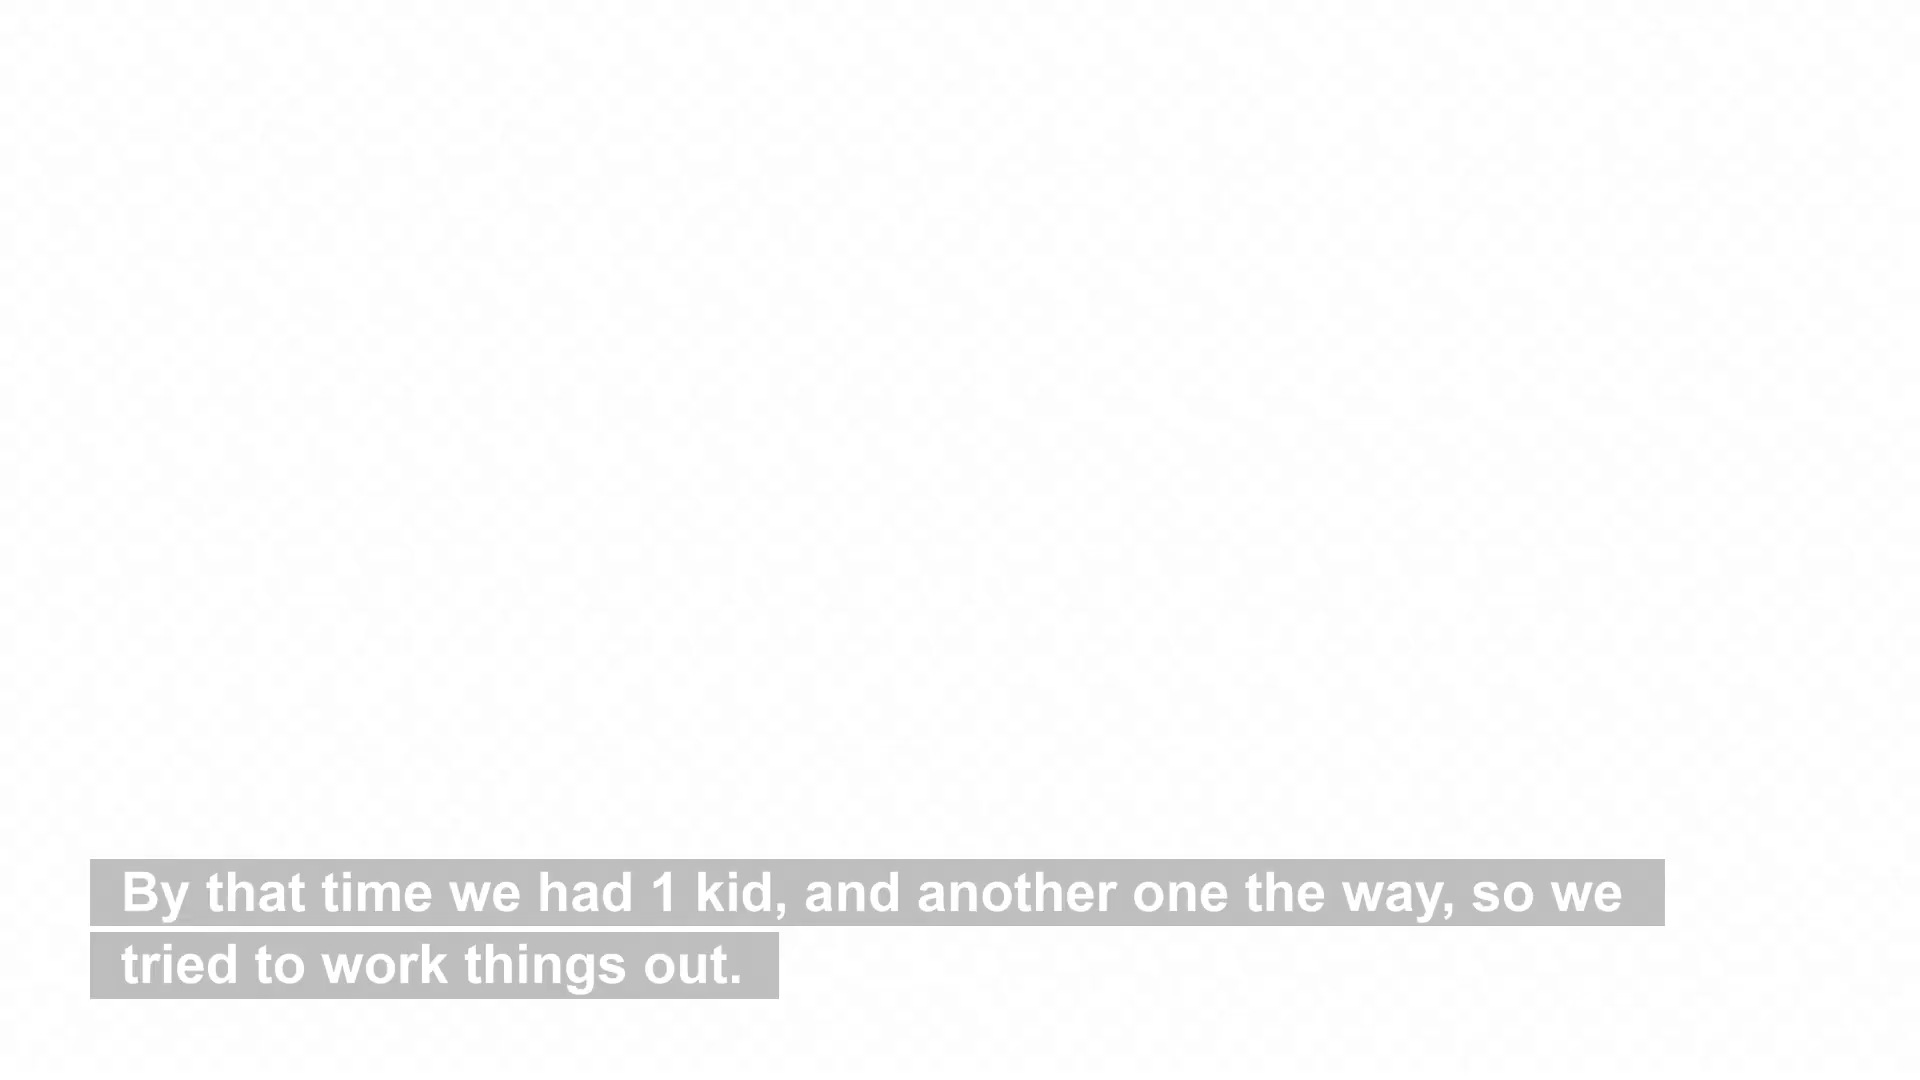 By that time we had 1 kid, and another one the way, so we
tried to work things out.